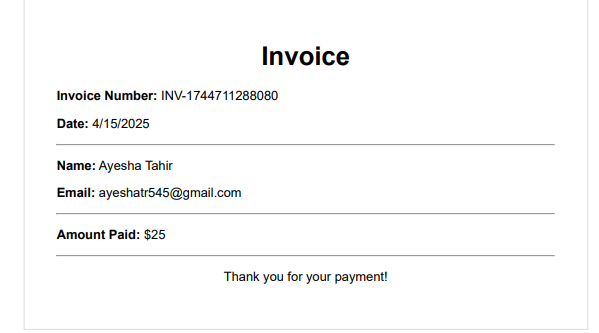 Invoice
Invoice Number: INV-1744711288080
Date: 4/15/2025
Name: Ayesha Tahir
Email: ayeshatr545@gmail.com
Amount Paid: $25
Thank you for your payment!